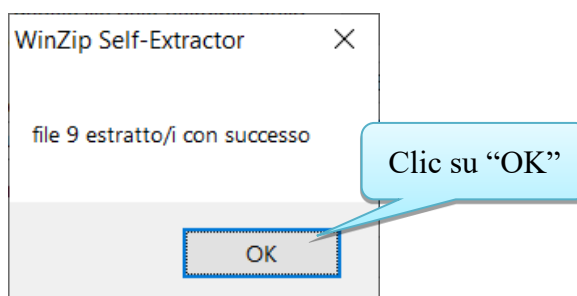 WinZip Self-Extractor
file 9 estratto/i con successo
Clic su “OK”
OK